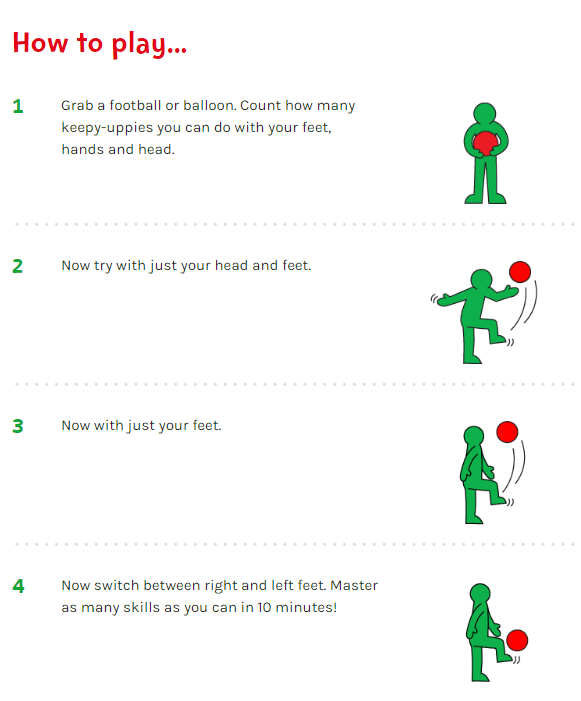 How to play...
1
Grab a football or balloon. Count how many
keepy-uppies you can do with your feet,
hands and head.
2
Now try with just your head and feet.
3
Now with just your feet.
4
Now switch between right and left feet. Master
as many skills as you can in 10 minutes!